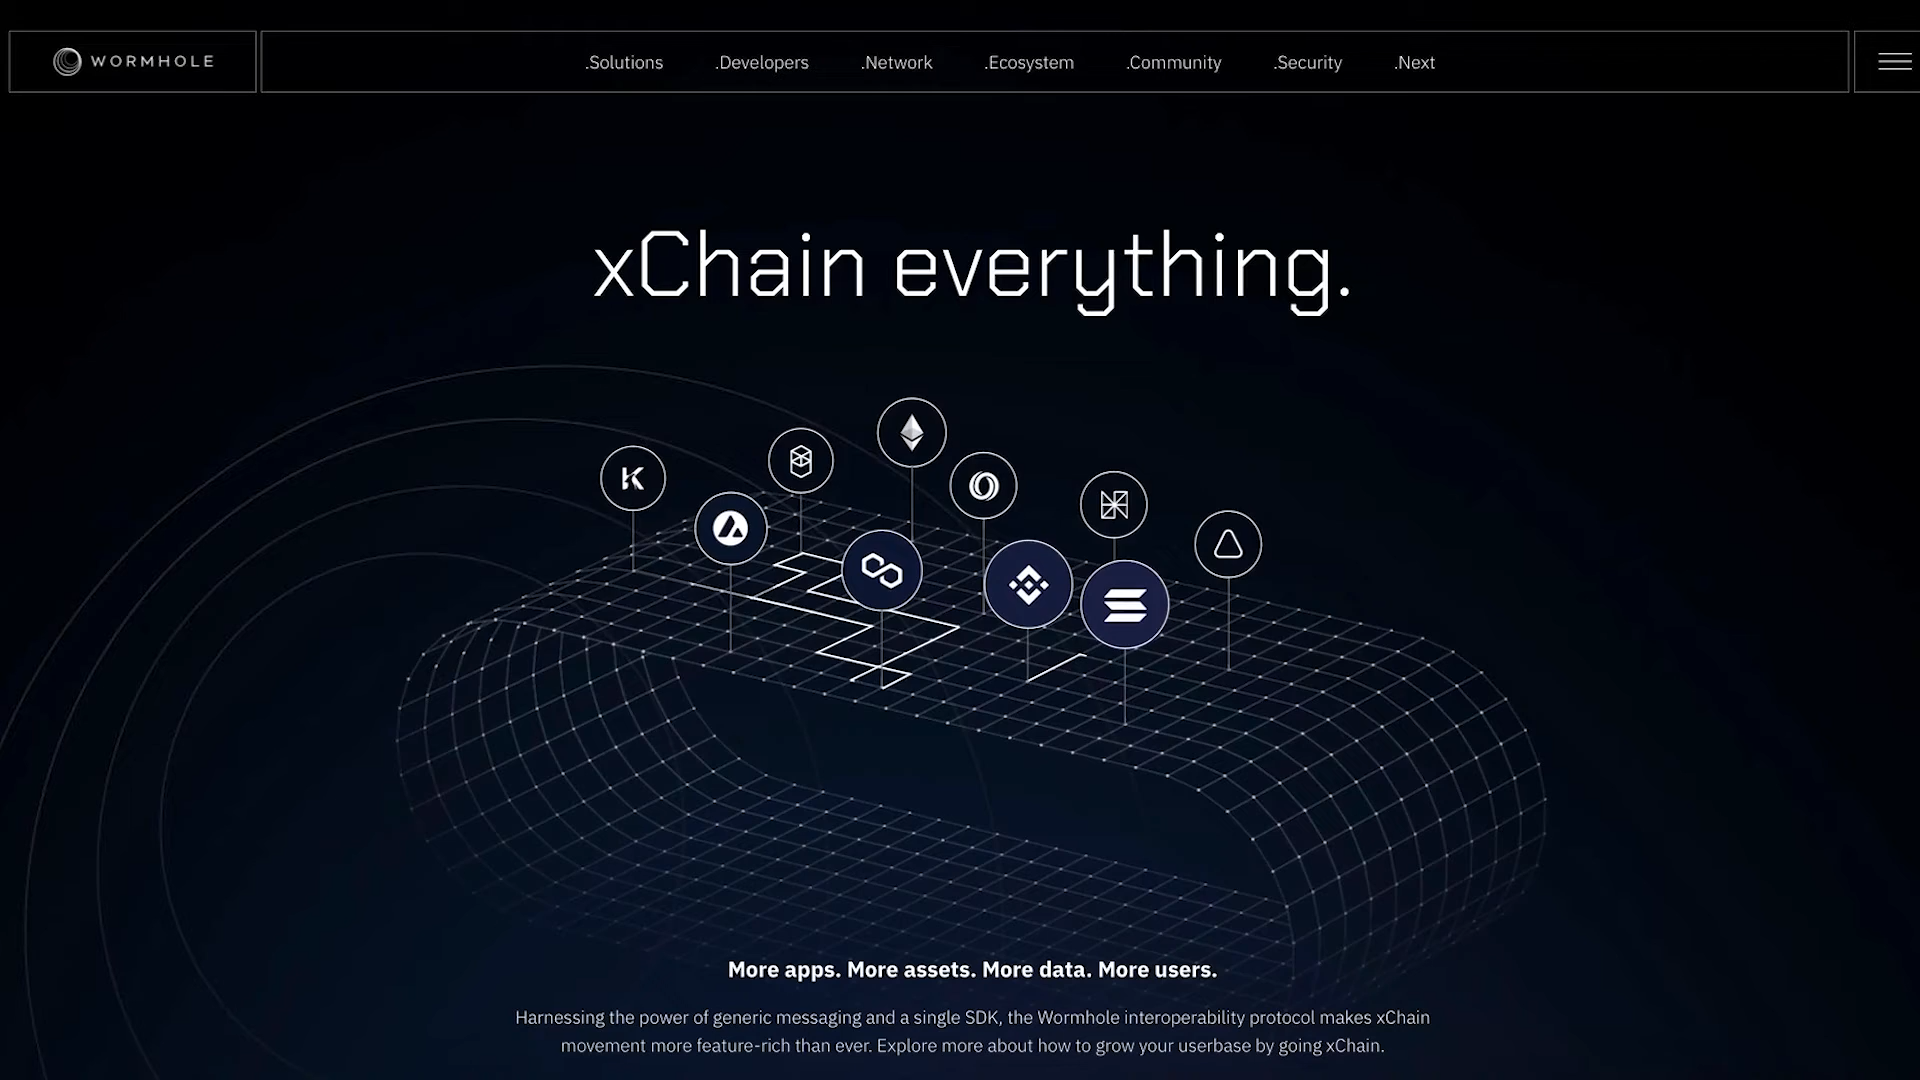 WORMHOLE
.Solutions
.Developers
.Network
.Ecosystem
.Community
.Security
.Next
xChain everything.
More apps. More assets. More data. More users.
Harnessing the power of generic messaging and a single SDK, the Wormhole interoperability protocol makes xChain
movement more feature-rich than ever. Explore more about how to grow your userbase by going xChain.